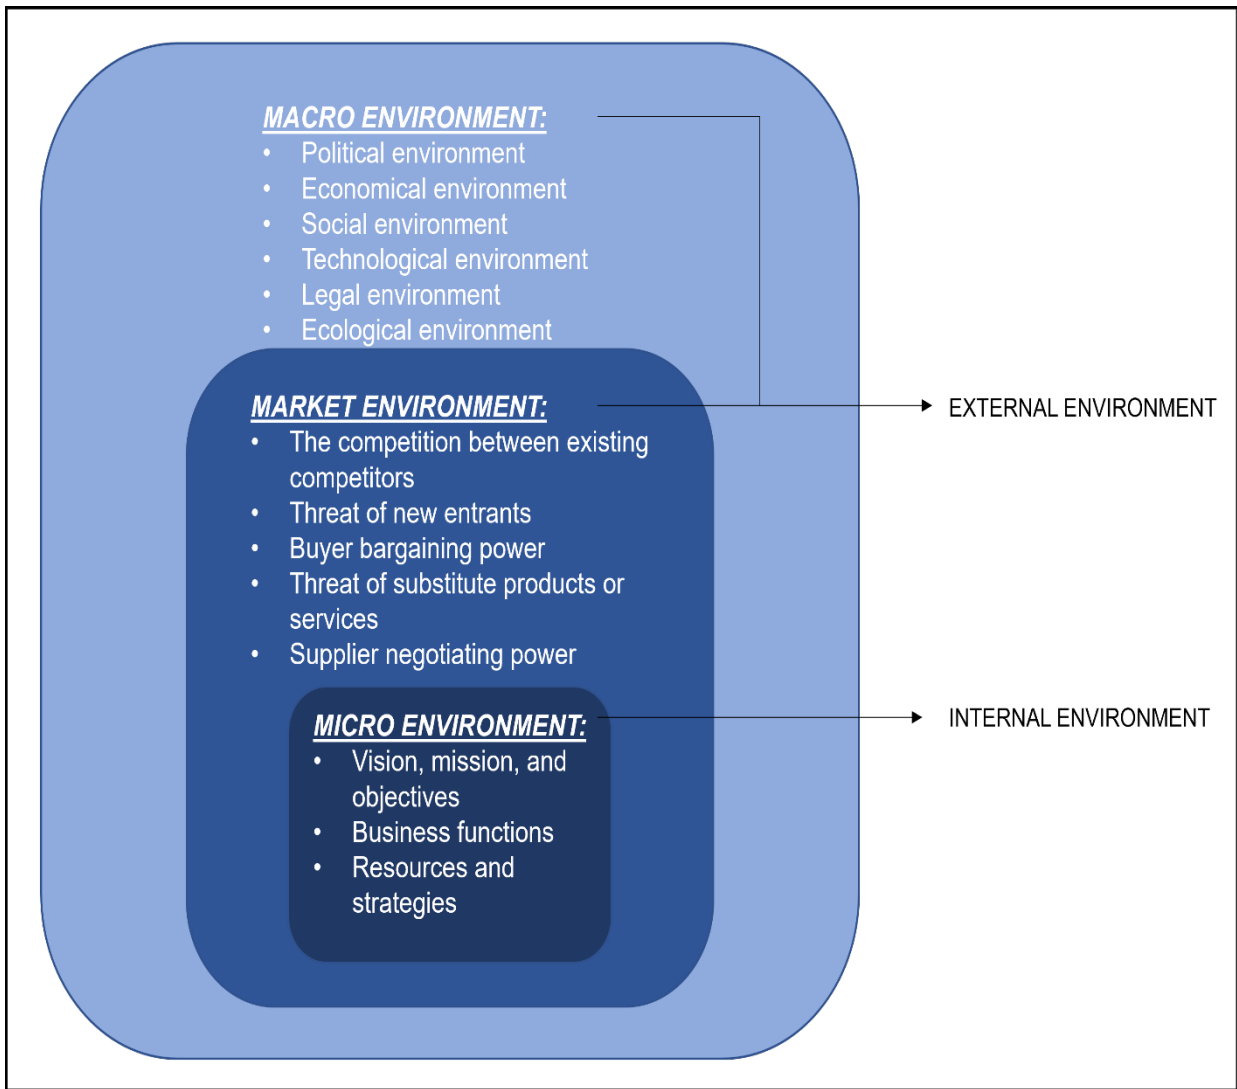 MACRO ENVIRONMENT:
• Political environment
• Economical environment
• Social environment
• Technological environment
• Legal environment
• Ecological environment
MARKET ENVIRONMENT:
• The competition between existing
competitors
• Threat of new entrants
• Buyer bargaining power
• Threat of substitute products or
services
• Supplier negotiating power
EXTERNAL ENVIRONMENT
MICRO ENVIRONMENT:
• Vision, mission, and
objectives
• Business functions
• Resources and
strategies
INTERNAL ENVIRONMENT